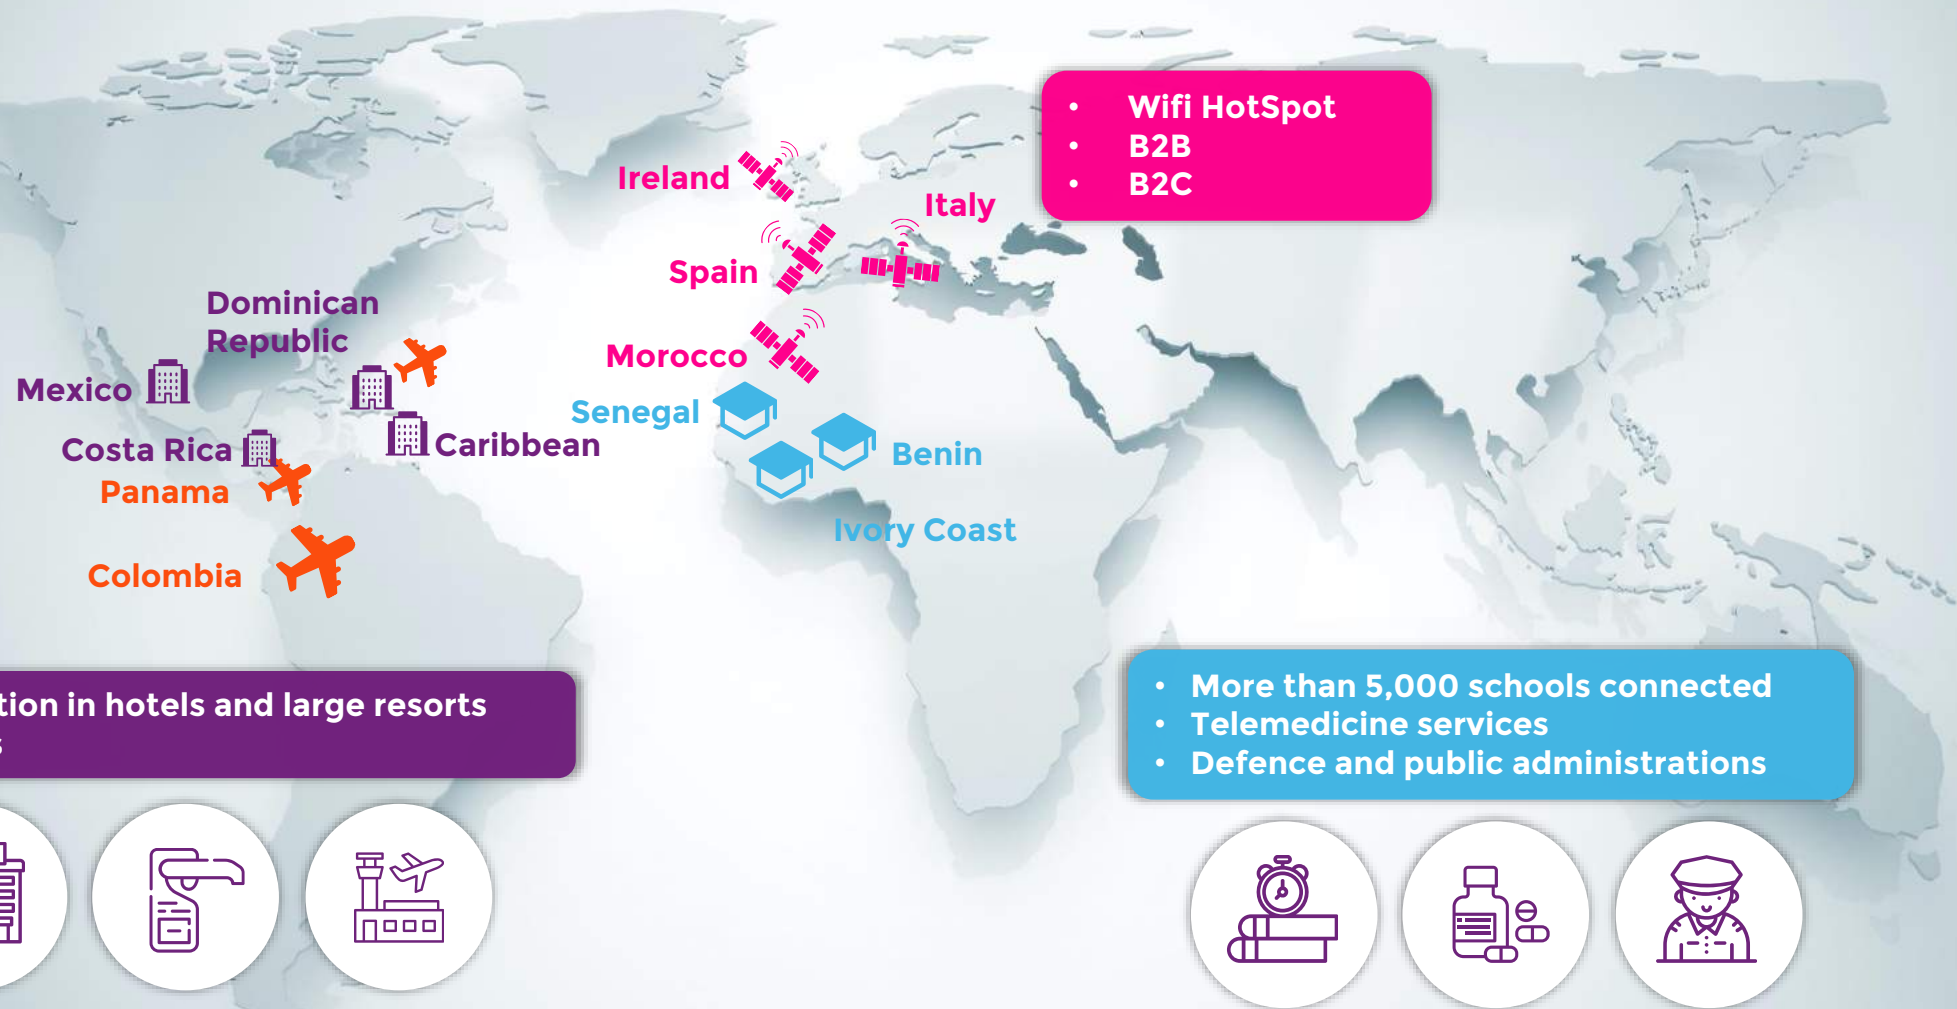 • Wifi HotSpot
• B2B
• B2C
Ireland
Italy
Spain
Dominican
Republic
Morocco
Mexico
Senegal
Costa Rica
Caribbean
Benin
Panama
Ivory Coast
Colombia
in hotels and large resorts
• More than 5,000 schools connected
• Telemedicine services
• Defence and public administrations